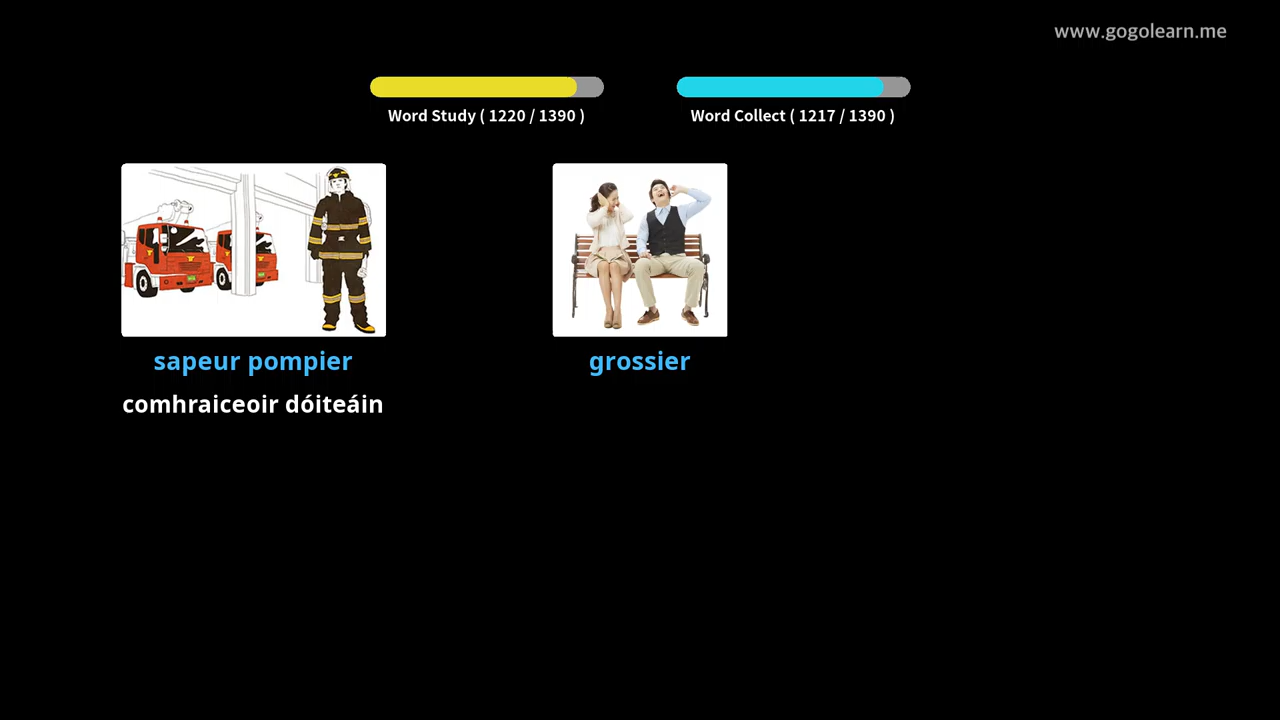 www.gogolearn.me
Word Study ( 1220 / 1390 )
Word Collect ( 1217 / 1390 )
sapeur pompier
grossier
comhraiceoir dóiteáin